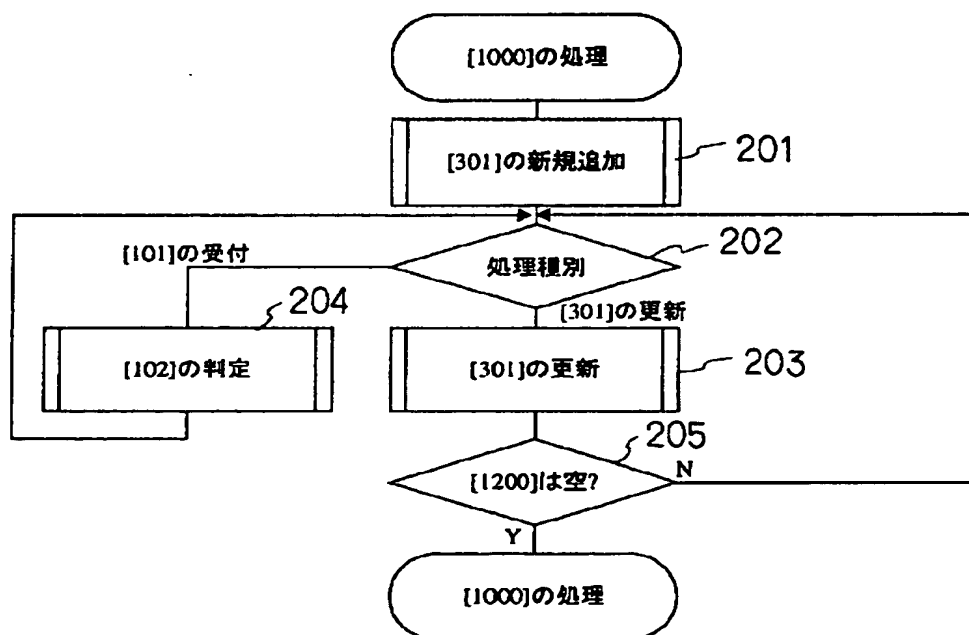 [1000]の処理
[301]の新規追加
201
[101]の受付
処理種別
202
204
[301]の更新
[102]の判定
[301]の更新
203
205
[1200]は空?
N
Y
[1000]の処理